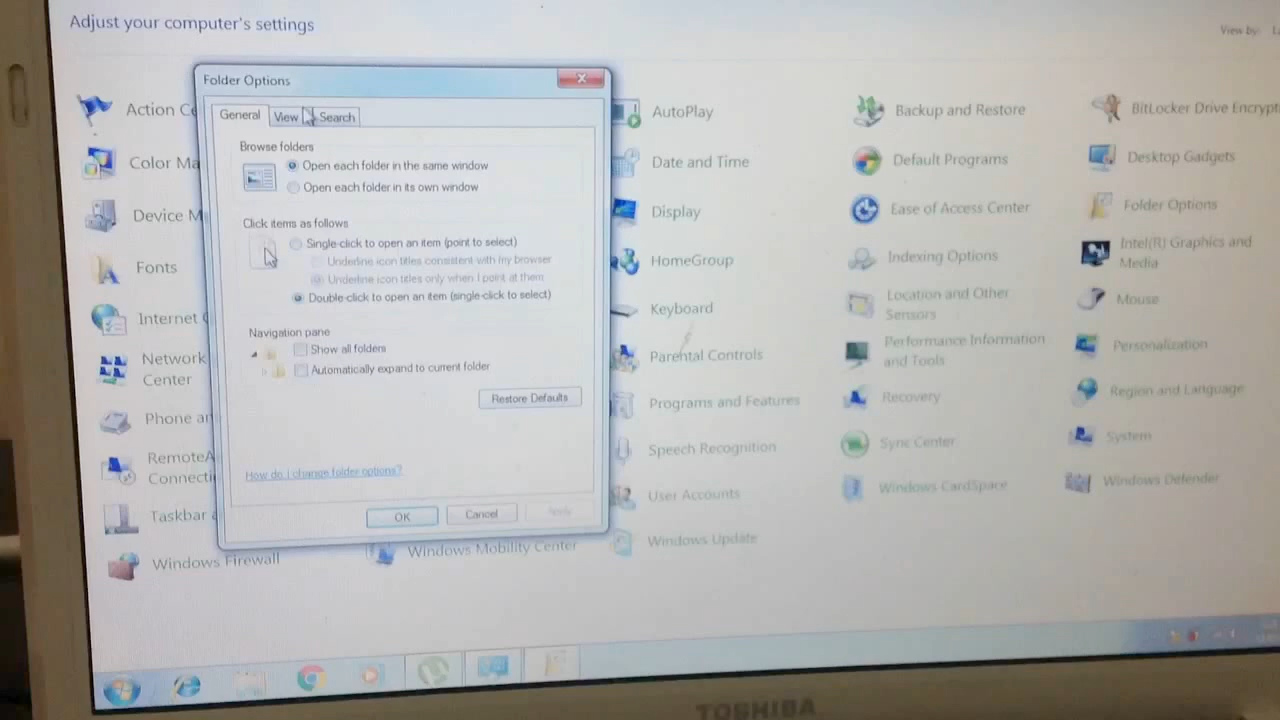 Adjust your computer's settings
View by:
Folder Options
General
View
Search
Browse folders
Open each folder in the same window
Open each folder in its own window
Click items as follows
Single-click to open an item (point to select)
Underline icon titles consistent with my browser
Underline icon titles only when I point at them
Double-click to open an item (single-click to select)
Navigation pane
Show all folders
Automatically expand to current folder
Restore Defaults
How do I change folder options?
OK
Cancel
Apply
Action Ce
AutoPlay
Backup and Restore
BitLocker Drive Encrypt
Color Ma
Date and Time
Default Programs
Desktop Gadgets
Device M
Display
Ease of Access Center
Folder Options
Fonts
HomeGroup
Indexing Options
Intel(R) Graphics and
Media
Internet
Keyboard
Location and Other
Sensors
Mouse
Network
Center
Parental Controls
Performance Information
and Tools
Personalization
Phone an
Programs and Features
Recovery
Region and Language
RemoteA
Connecti
Speech Recognition
Sync Center
System
Taskbar
User Accounts
Windows CardSpace
Windows Defender
Windows Firewall
Windows Mobility Center
Windows Update
TOSHIBA